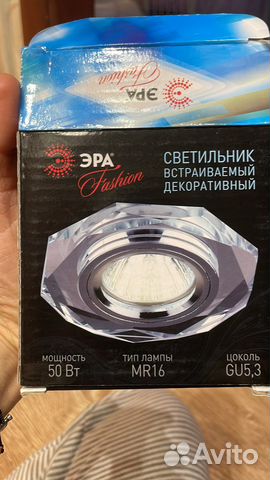 ЭРА
Fashion
ЭРА
Fashion
СВЕТИЛЬНИК
ВСТРАИВАЕМЫЙ
ДЕКОРАТИВНЫЙ
мощность
50 Вт
тип лампы
MR16
цоколь
GU5,3
Avito